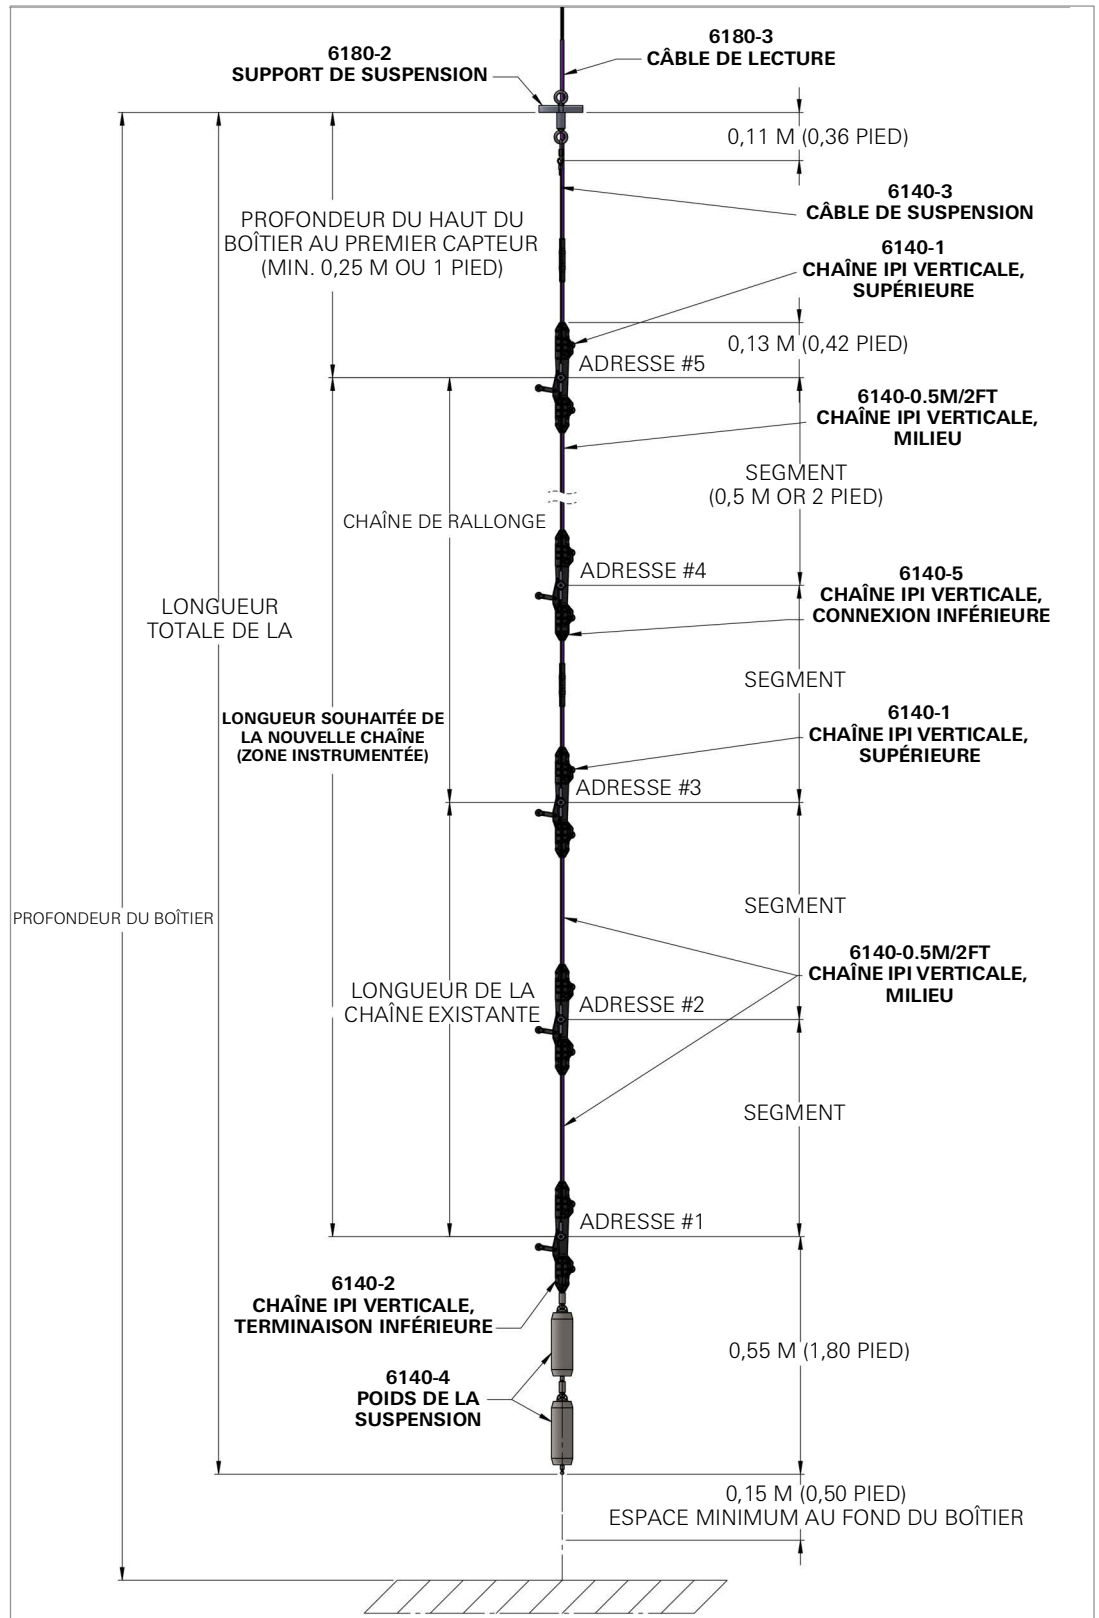 6180-2
SUPPORT DE SUSPENSION
6180-3
CÂBLE DE LECTURE
0,11 M (0,36 PIED)
6140-3
CÂBLE DE SUSPENSION
PROFONDEUR DU HAUT DU
BOÎTIER AU PREMIER CAPTEUR
(MIN. 0,25 M OU 1 PIED)
6140-1
CHAÎNE IPI VERTICALE,
SUPÉRIEURE
0,13 M (0,42 PIED)
ADRESSE #5
6140-0.5M/2FT
CHAÎNE IPI VERTICALE,
MILIEU
SEGMENT
(0,5 M OR 2 PIED)
CHAÎNE DE RALLONGE
ADRESSE #4
6140-5
CHAÎNE IPI VERTICALE,
CONNEXION INFÉRIEURE
LONGUEUR
TOTALE DE LA
SEGMENT
LONGUEUR SOUHAITÉE DE
LA NOUVELLE CHAÎNE
(ZONE INSTRUMENTÉE)
6140-1
CHAÎNE IPI VERTICALE,
SUPÉRIEURE
ADRESSE #3
SEGMENT
PROFONDEUR DU BOÎTIER
6140-0.5M/2FT
CHAÎNE IPI VERTICALE,
MILIEU
LONGUEUR DE LA
CHAÎNE EXISTANTE
ADRESSE #2
SEGMENT
ADRESSE #1
6140-2
CHAÎNE IPI VERTICALE,
TERMINAISON INFÉRIEURE
0,55 M (1,80 PIED)
6140-4
POIDS DE LA
SUSPENSION
0,15 M (0,50 PIED)
ESPACE MINIMUM AU FOND DU BOÎTIER